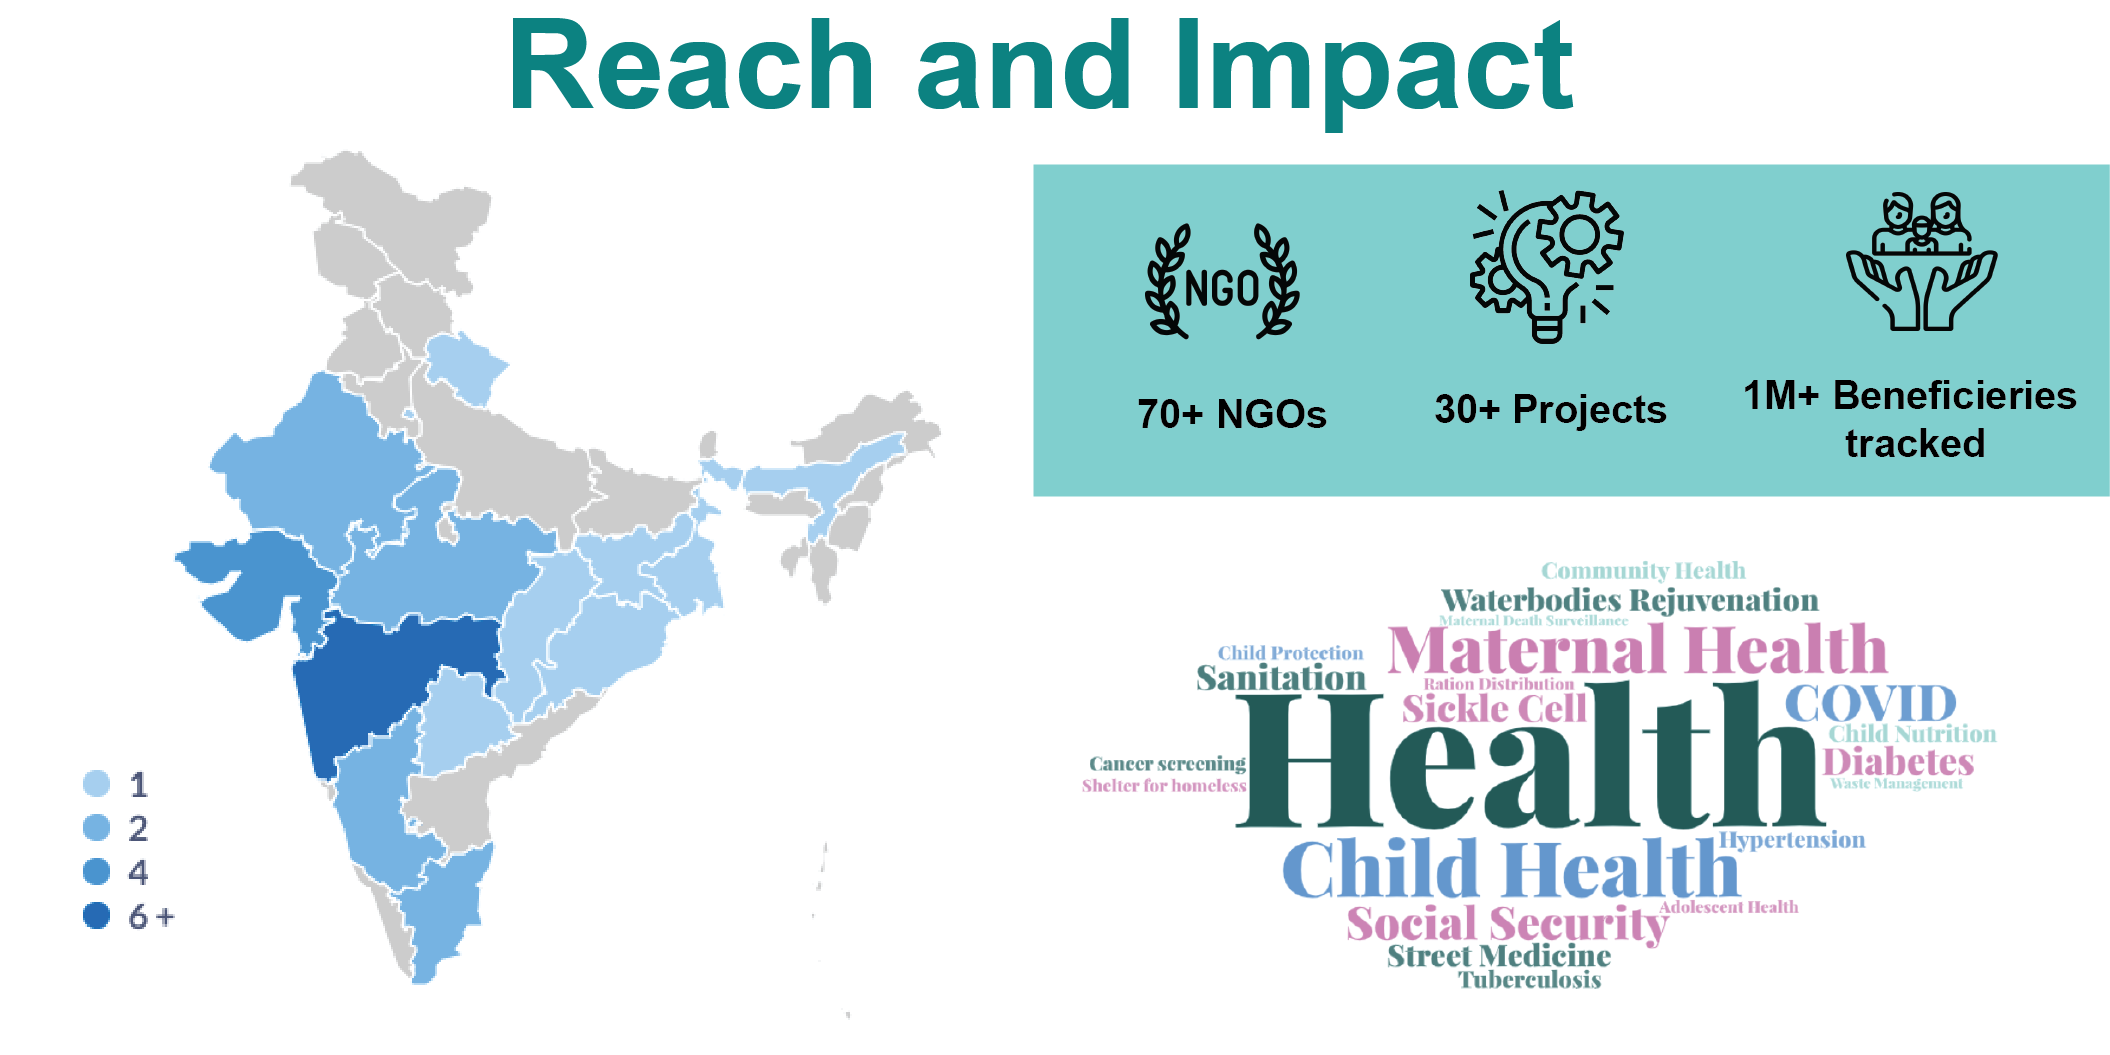 Reach and Impact
NGO
70+ NGOs
30+ Projects
1M+ Beneficieries
tracked
1
2
4
6 +
Community Health
Waterbodies Rejuvenation
Maternal Death Surveillance
Maternal Health
Child Protection
Sanitation
Ration Distribution
Sickle Cell
COVID
Health
Child Nutrition
Diabetes
Cancer screening
Shelter for homeless
Waste Management
Hypertension
Child Health
Adolescent Health
Social Security
Street Medicine
Tuberculosis